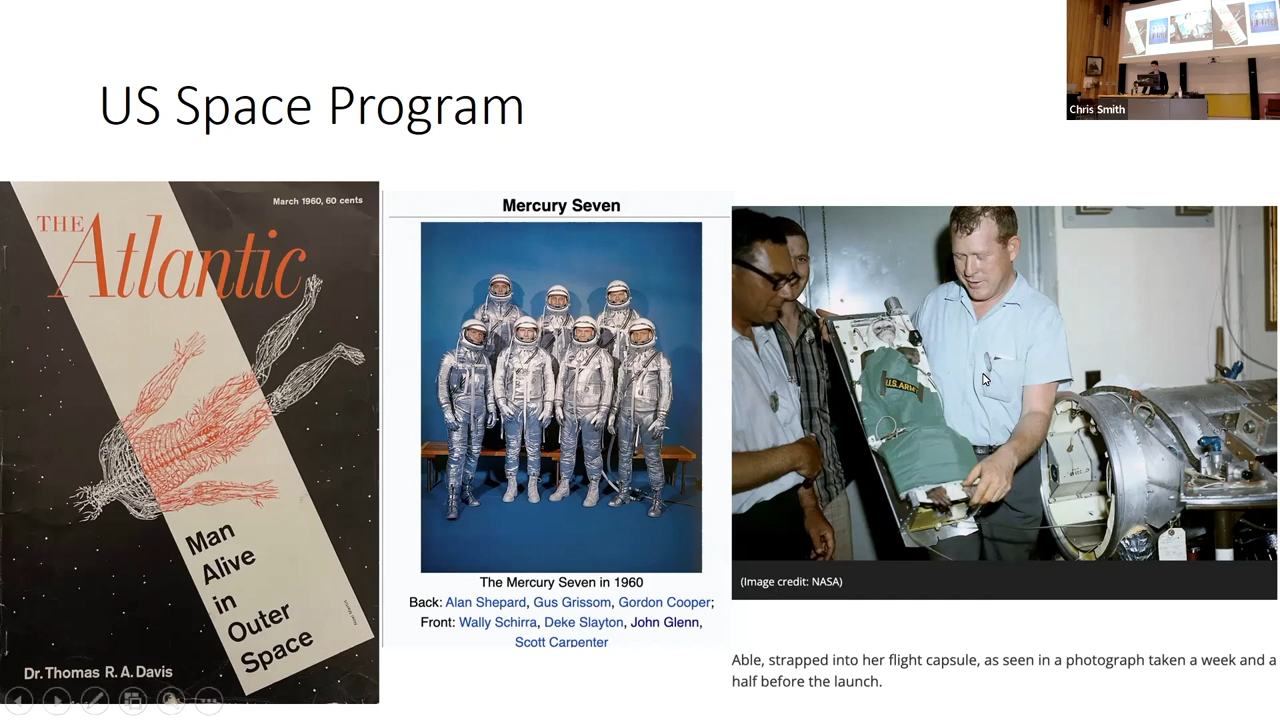 US Space Program
Chris Smith
March 1960, 60 cents
THE
Atlantic
Man
Alive
in
Outer
Space
Dr. Thomas R. A. Davis
Mercury Seven
The Mercury Seven in 1960
Back: Alan Shepard, Gus Grissom, Gordon Cooper;
Front: Wally Schirra, Deke Slayton, John Glenn,
Scott Carpenter
U.S. ARMY
(Image credit: NASA)
Able, strapped into her flight capsule, as seen in a photograph taken a week and a
half before the launch.